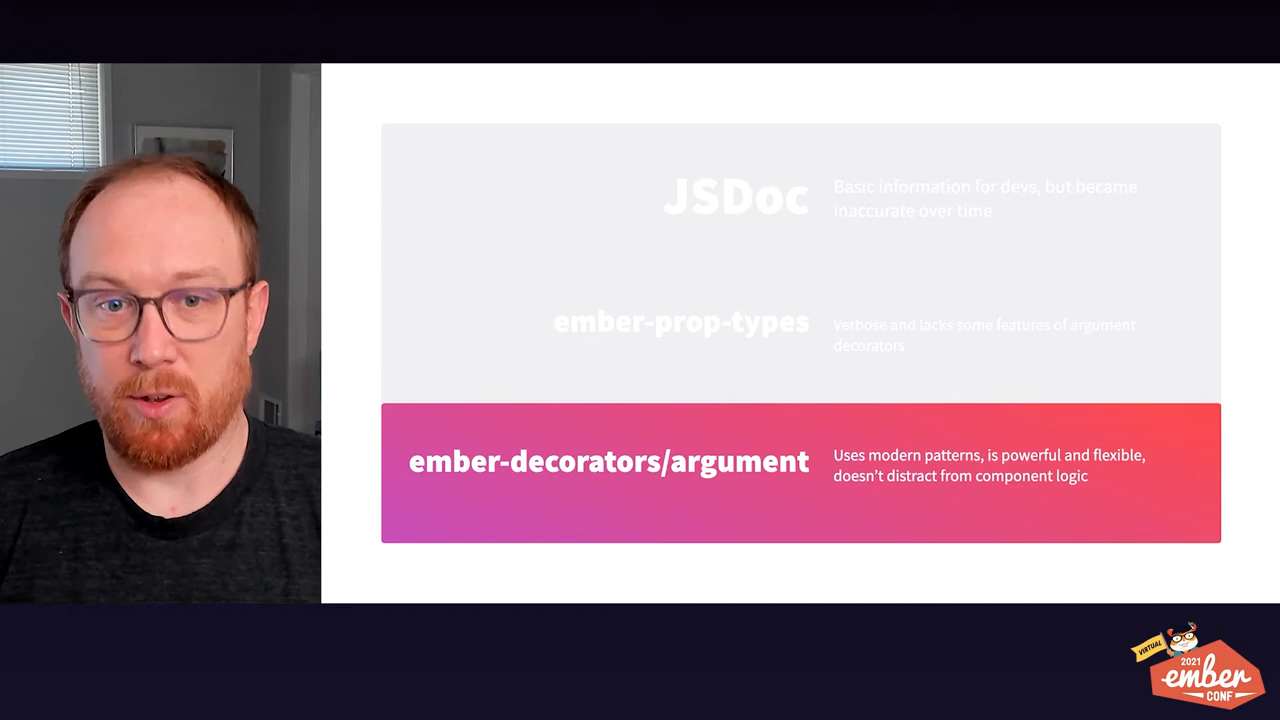 JSDoc
Basic information for devs, but became
inaccurate over time
ember-prop-types
Verbose and lacks some features of argument
decorators
ember-decorators/argument
Uses modern patterns, is powerful and flexible,
doesn't distract from component logic
VIRTUAL
2021
ember
CONF